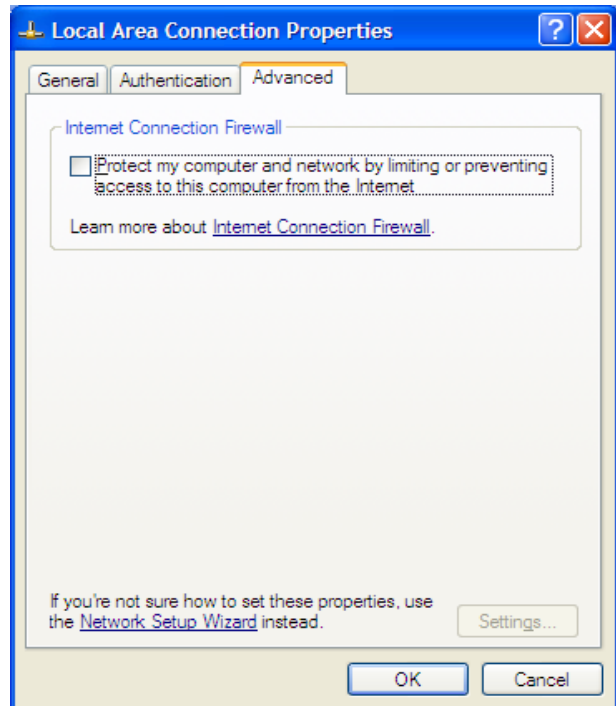 Local Area Connection Properties
General Authentication Advanced
Internet Connection Firewall
Protect my computer and network by limiting or preventing
access to this computer from the Internet
Learn more about Internet Connection Firewall.
If you're not sure how to set these properties, use
the Network Setup Wizard instead.
Settings...
OK Cancel